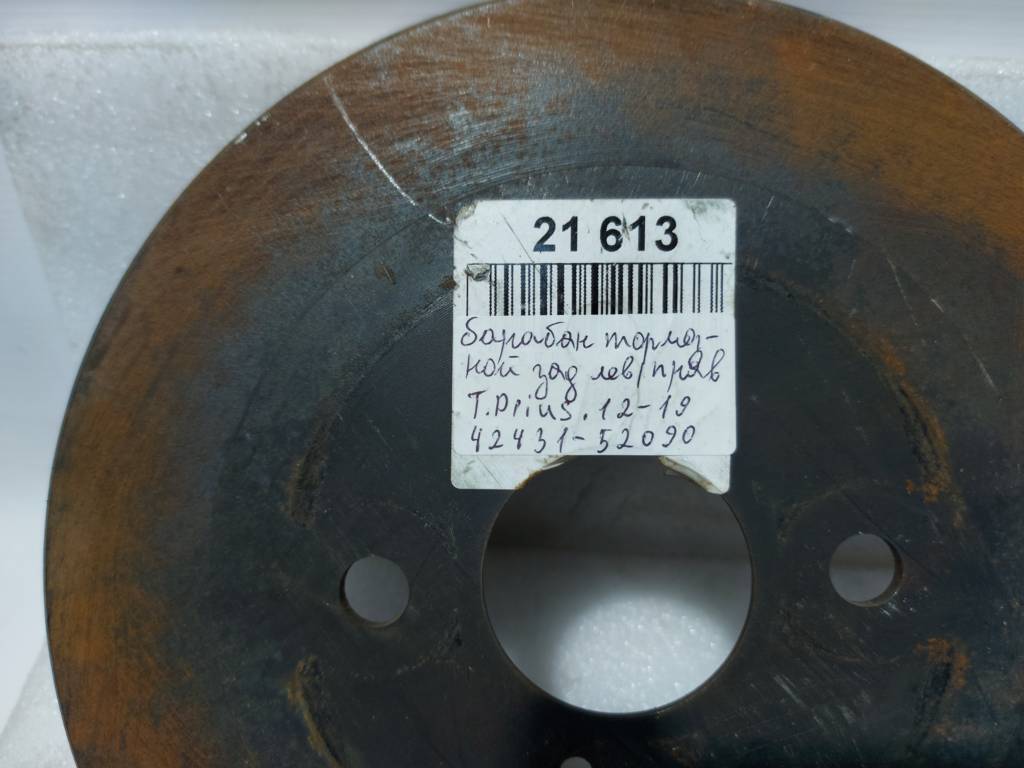 21 613
барабан тормоз-
ной зад лев/прав
T.Prius. 12-19
42431-52090